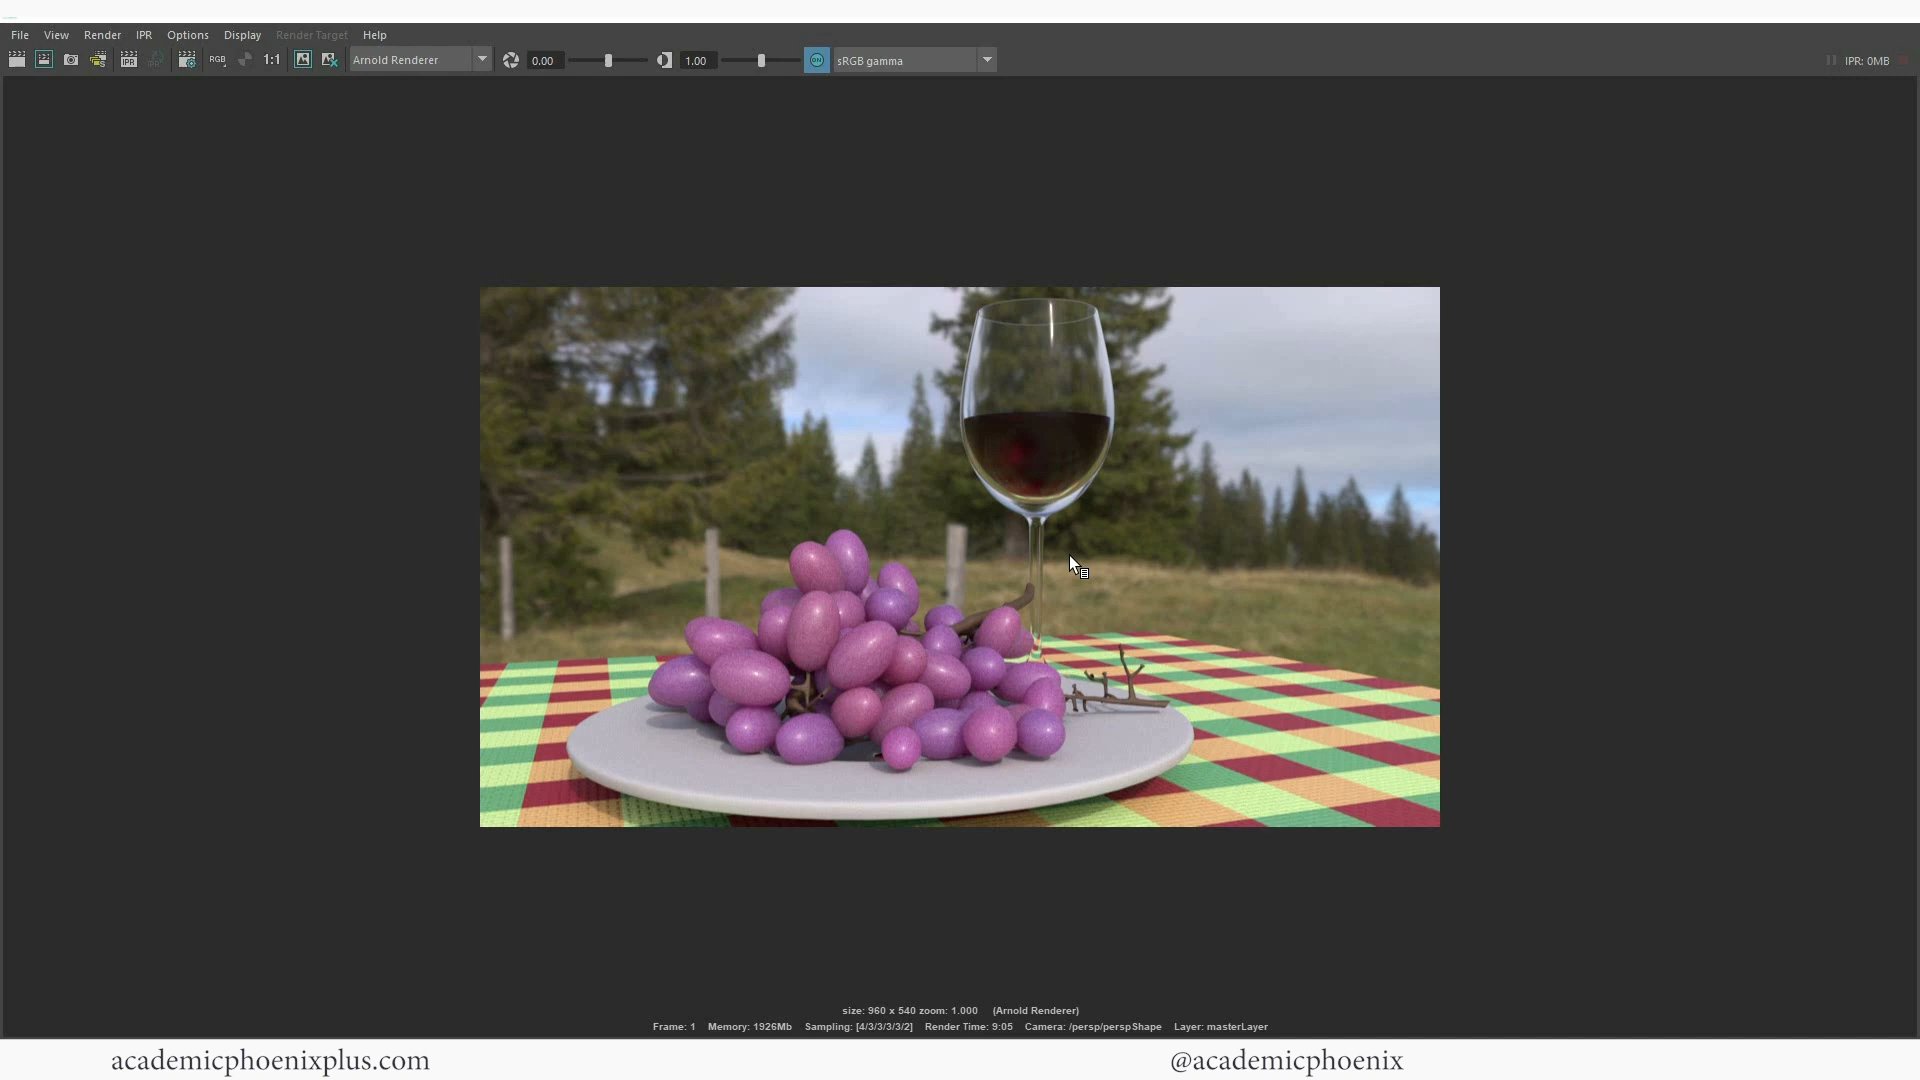 File View Render IPR Options Display Render Target Help
IPR RGB 1:1 Arnold Renderer 0.00 1.00 ON sRGB gamma IPR: 0MB
size: 960 x 540 zoom: 1.000 (Arnold Renderer)
Frame: 1 Memory: 1926Mb Sampling: [4/3/3/3/3/2] Render Time: 9:05 Camera: /persp/perspShape Layer: masterLayer
academicphoenixplus.com @academicphoenix